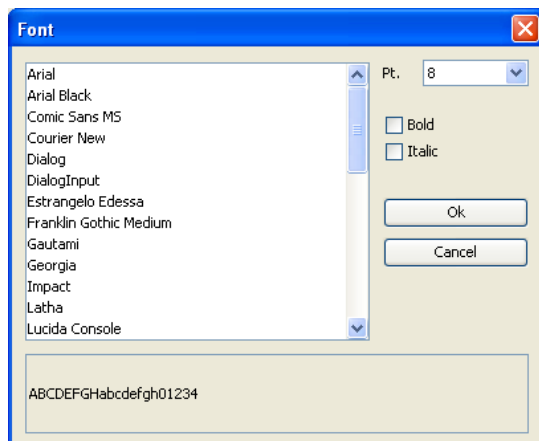 Font
Arial
Arial Black
Comic Sans MS
Courier New
Dialog
DialogInput
Estrangelo Edessa
Franklin Gothic Medium
Gautami
Georgia
Impact
Latha
Lucida Console
Pt. 8
Bold
Italic
Ok
Cancel
ABCDEFGHabcdefgh01234